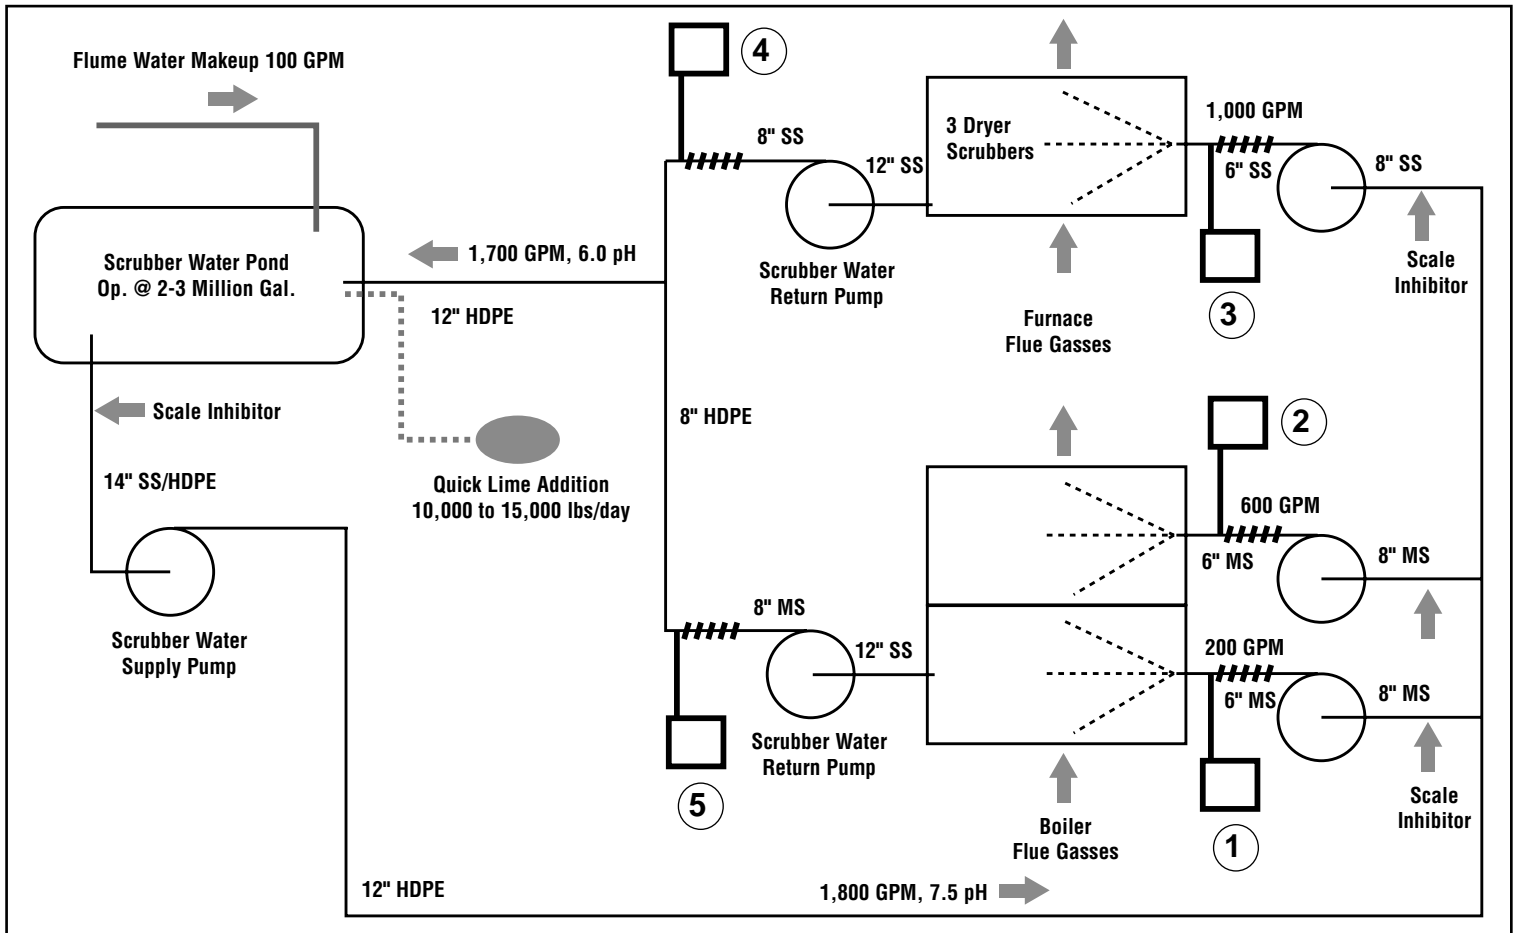 Flume Water Makeup 100 GPM
4
8" SS
12" SS
3 Dryer
Scrubbers
1,000 GPM
6" SS
8" SS
Scrubber Water Pond
Op. @ 2-3 Million Gal.
1,700 GPM, 6.0 pH
12" HDPE
Scrubber Water
Return Pump
Furnace
Flue Gasses
3
Scale
Inhibitor
Scale Inhibitor
14" SS/HDPE
Quick Lime Addition
10,000 to 15,000 lbs/day
8" HDPE
2
600 GPM
6" MS
8" MS
Scrubber Water
Supply Pump
8" MS
12" SS
200 GPM
6" MS
8" MS
Scrubber Water
Return Pump
5
Boiler
Flue Gasses
1
Scale
Inhibitor
12" HDPE
1,800 GPM, 7.5 pH